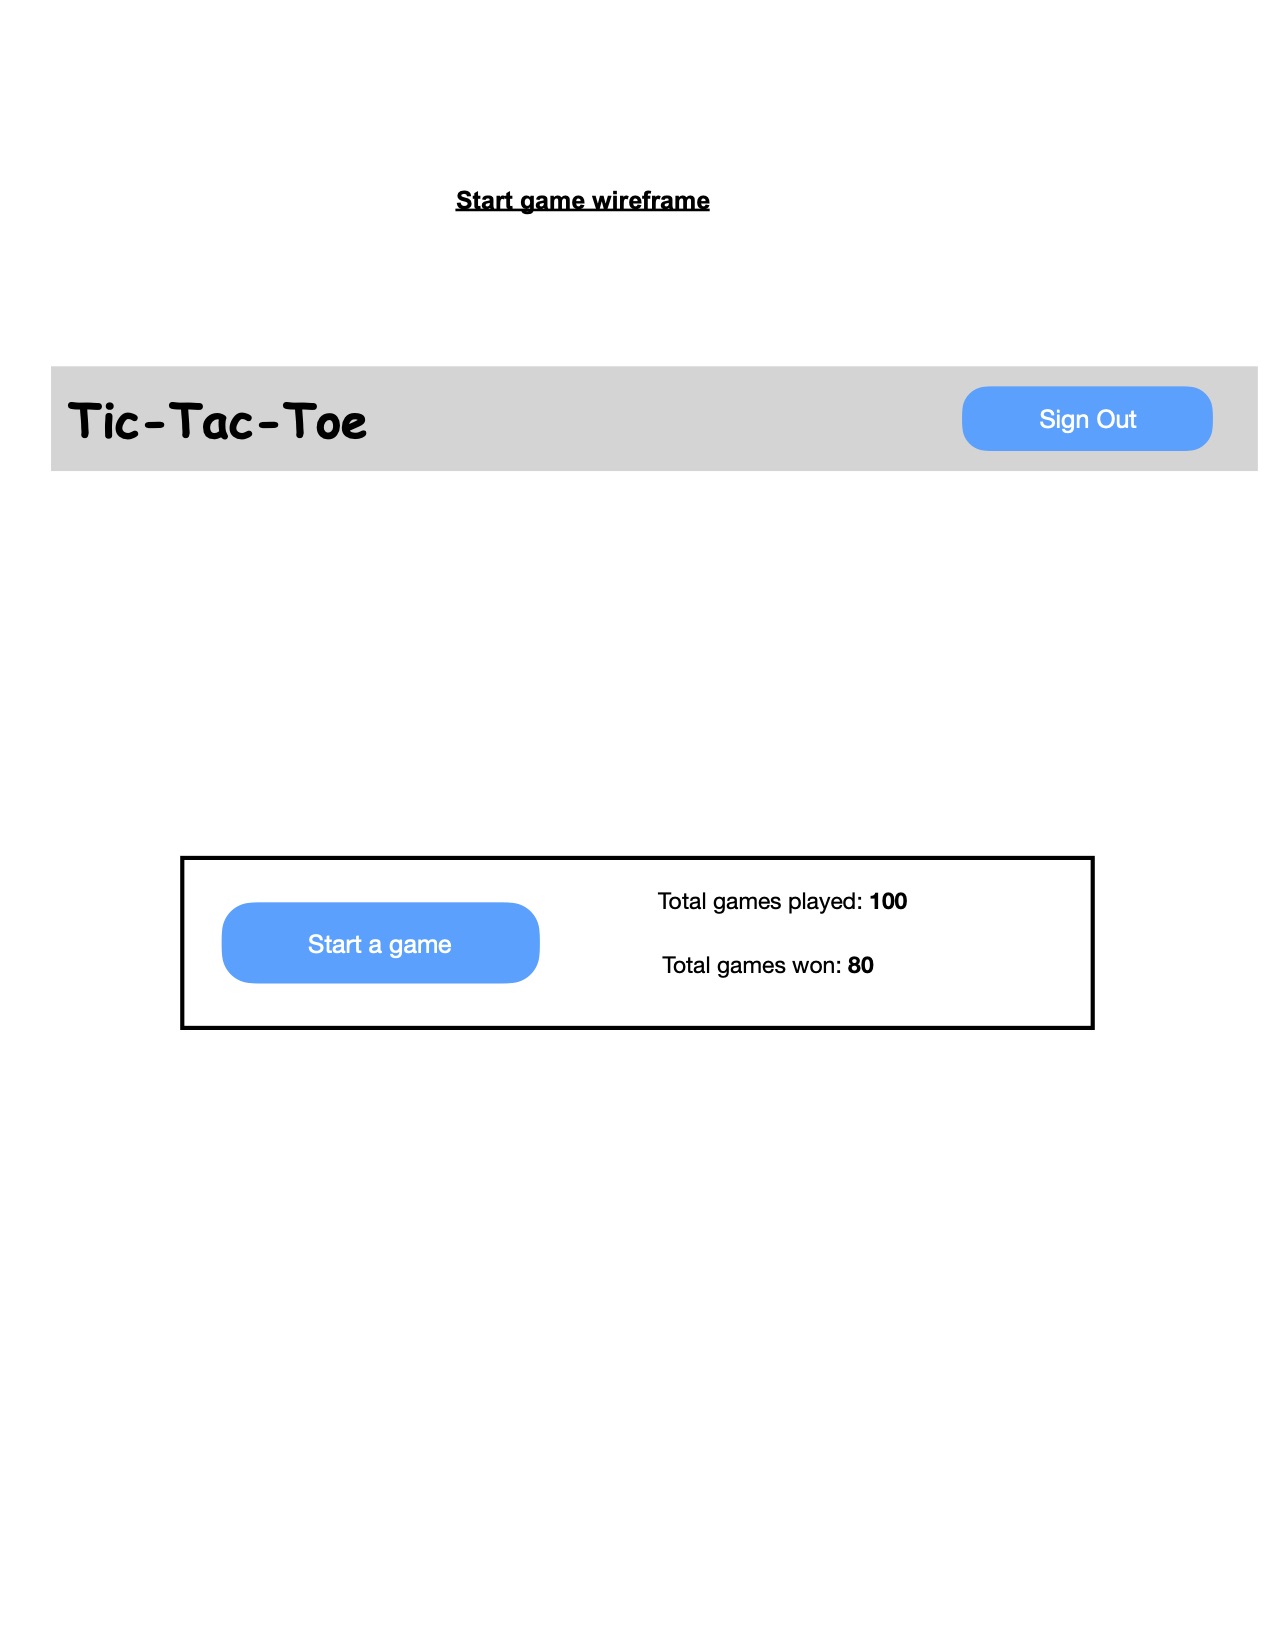 Start game wireframe
Tic-Tac-Toe
Sign Out
Start a game
Total games played: 100
Total games won: 80